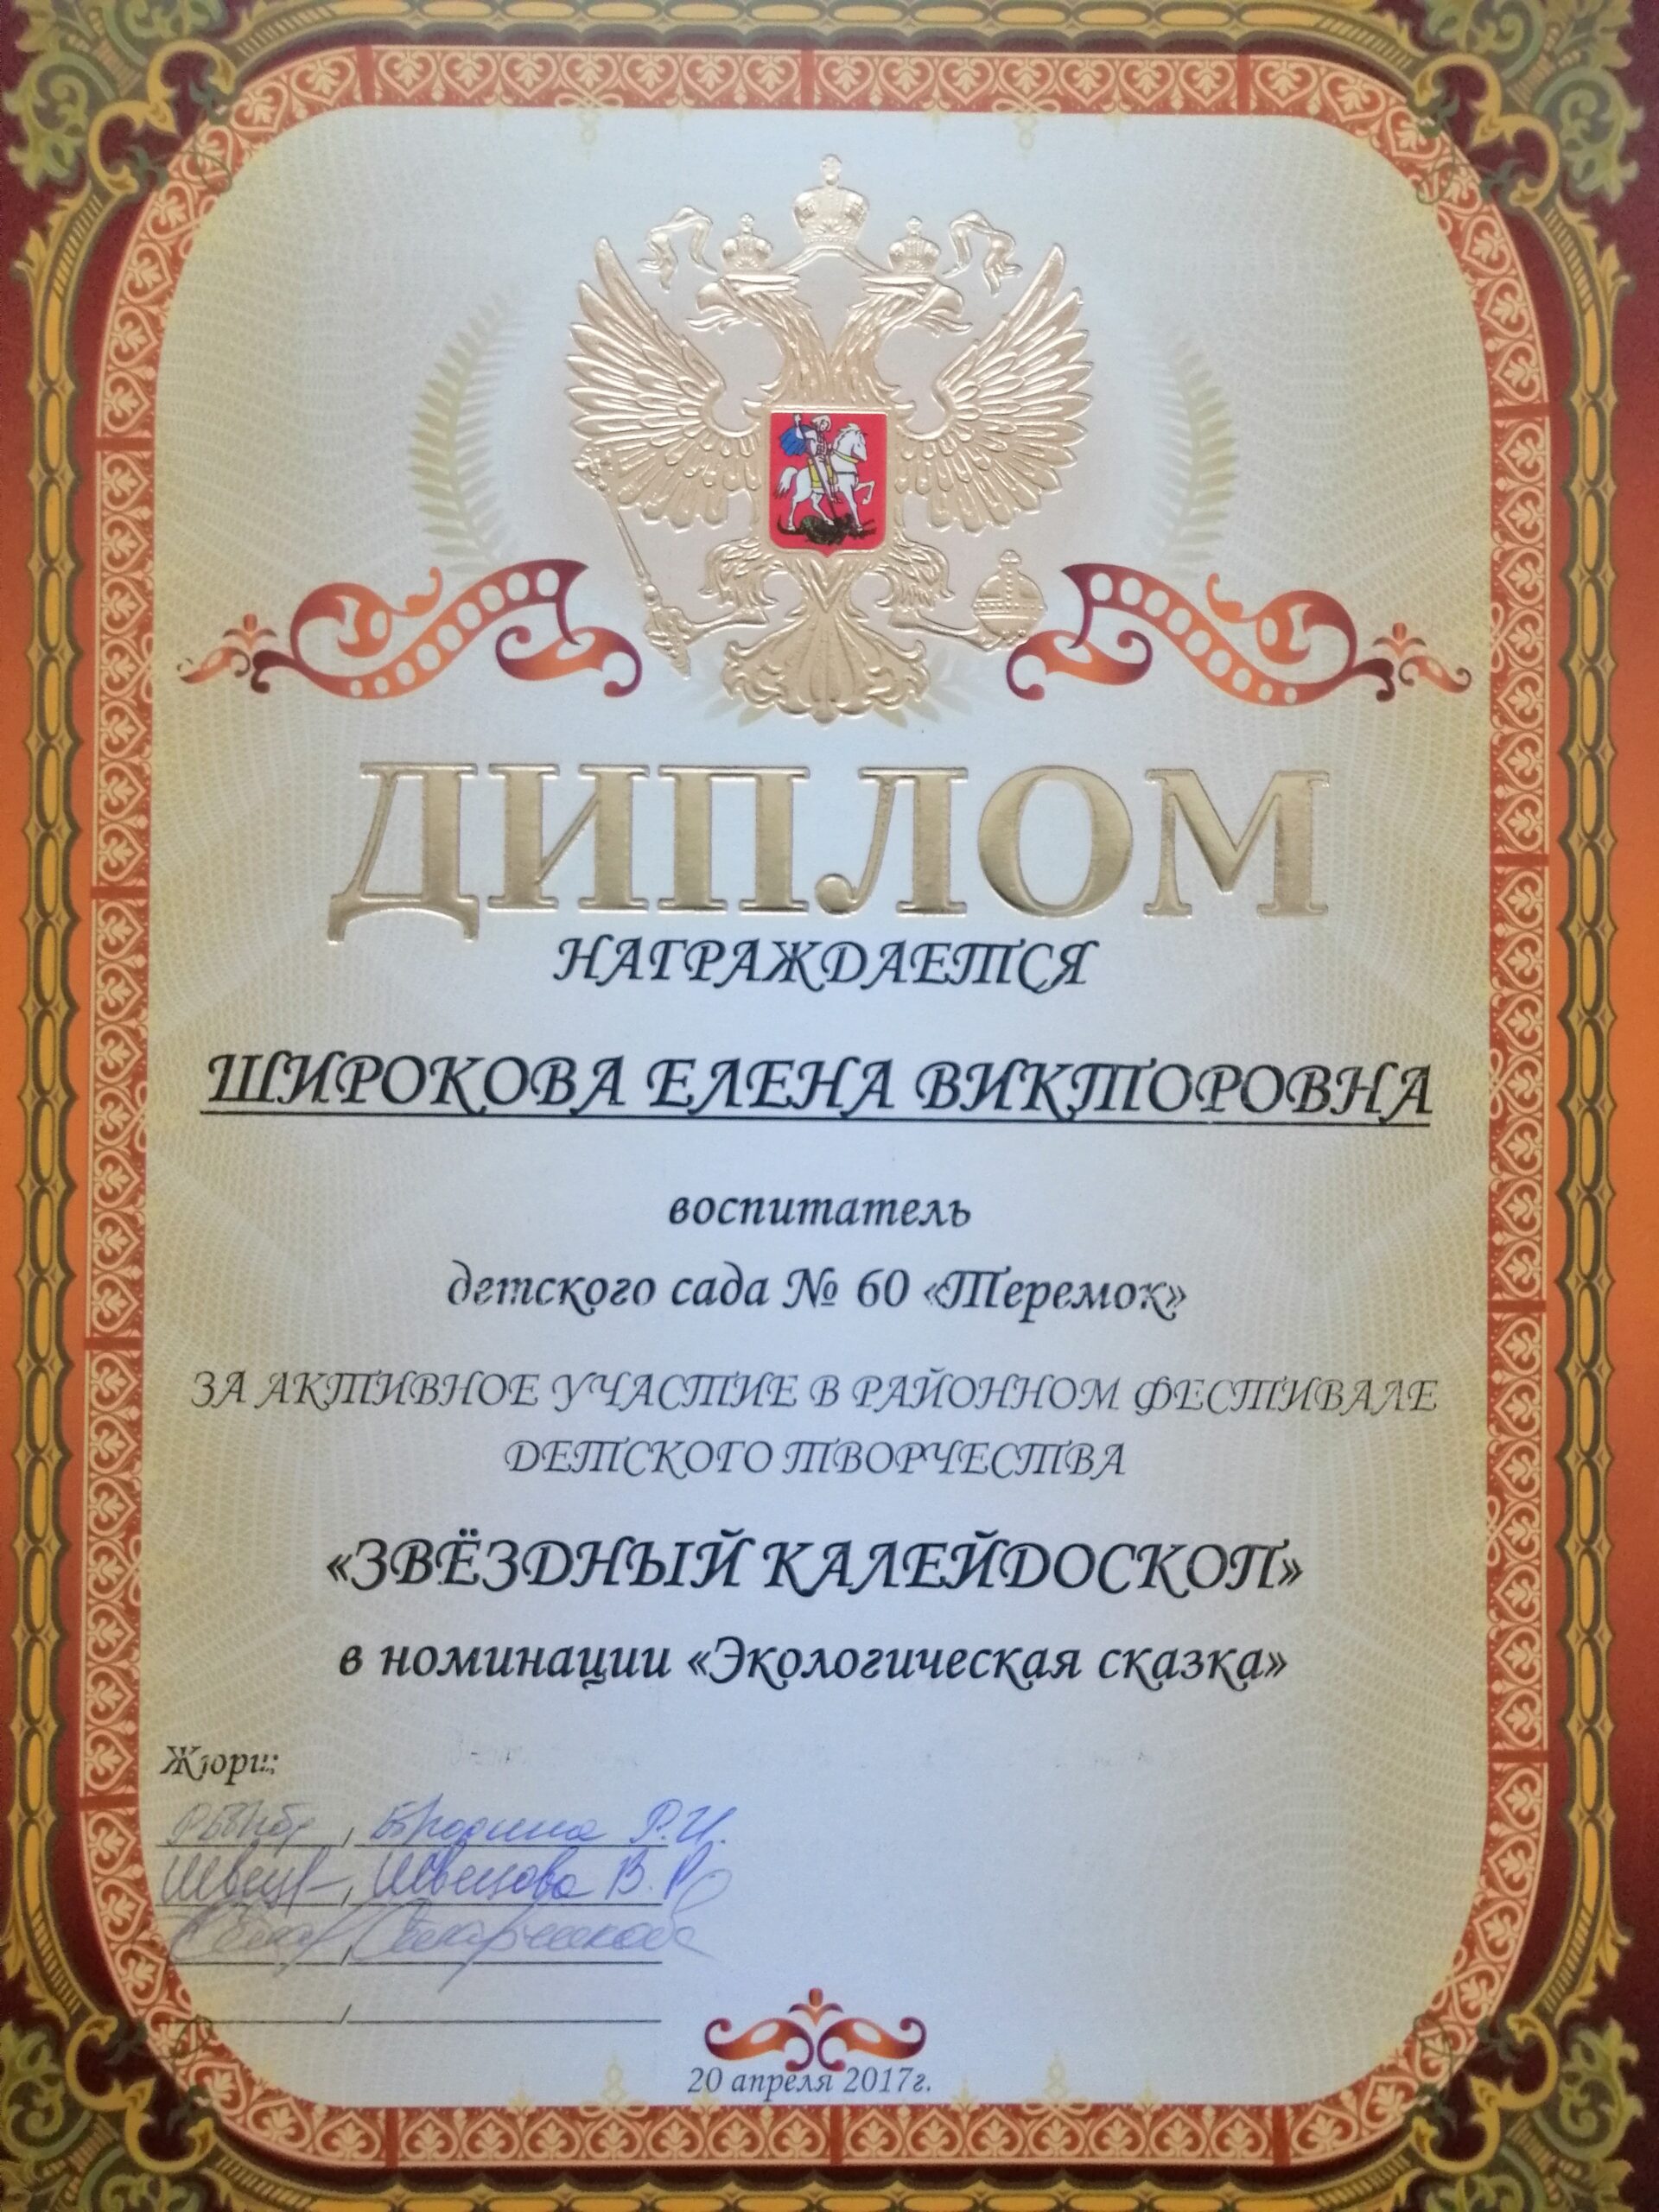 ДИПЛОМ
НАГРАЖДАЕТСЯ
ШИРОКОВА ЕЛЕНА ВИКТОРОВНА
воспитатель
детского сада № 60 «Теремок»
ЗА АКТИВНОЕ УЧАСТИЕ В РАЙОННОМ ФЕСТИВАЛЕ
ДЕТСКОГО ТВОРЧЕСТВА
«ЗВЁЗДНЫЙ КАЛЕЙДОСКОП»
в номинации «Экологическая сказка»
Жюри:
Р.И.
Швецова В.
20 апреля 2017г.